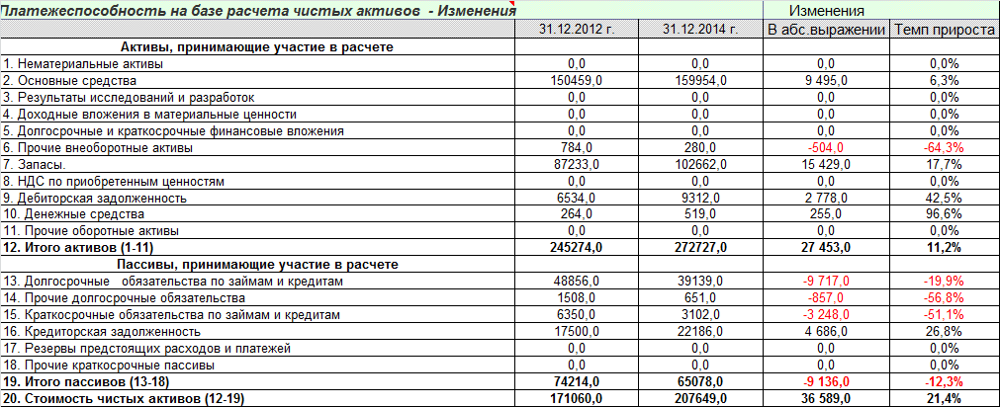 Платежеспособность на базе расчета чистых активов - Изменения Изменения
31.12.2012 г. 31.12.2014 г. В абс.выражении Темп прироста
Активы, принимающие участие в расчете
1. Нематериальные активы 0,0 0,0 0,0 0,0%
2. Основные средства 150459,0 159954,0 9 495,0 6,3%
3. Результаты исследований и разработок 0,0 0,0 0,0 0,0%
4. Доходные вложения в материальные ценности 0,0 0,0 0,0 0,0%
5. Долгосрочные и краткосрочные финансовые вложения 0,0 0,0 0,0 0,0%
6. Прочие внеоборотные активы 784,0 280,0 -504,0 -64,3%
7. Запасы. 87233,0 102662,0 15 429,0 17,7%
8. НДС по приобретенным ценностям 0,0 0,0 0,0 0,0%
9. Дебиторская задолженность 6534,0 9312,0 2 778,0 42,5%
10. Денежные средства 264,0 519,0 255,0 96,6%
11. Прочие оборотные активы 0,0 0,0 0,0 0,0%
12. Итого активов (1-11) 245274,0 272727,0 27 453,0 11,2%
Пассивы, принимающие участие в расчете
13. Долгосрочные обязательства по займам и кредитам 48856,0 39139,0 -9 717,0 -19,9%
14. Прочие долгосрочные обязательства 1508,0 651,0 -857,0 -56,8%
15. Краткосрочные обязательства по займам и кредитам 6350,0 3102,0 -3 248,0 -51,1%
16. Кредиторская задолженность 17500,0 22186,0 4 686,0 26,8%
17. Резервы предстоящих расходов и платежей 0,0 0,0 0,0 0,0%
18. Прочие краткосрочные пассивы 0,0 0,0 0,0 0,0%
19. Итого пассивов (13-18) 74214,0 65078,0 -9 136,0 -12,3%
20. Стоимость чистых активов (12-19) 171060,0 207649,0 36 589,0 21,4%